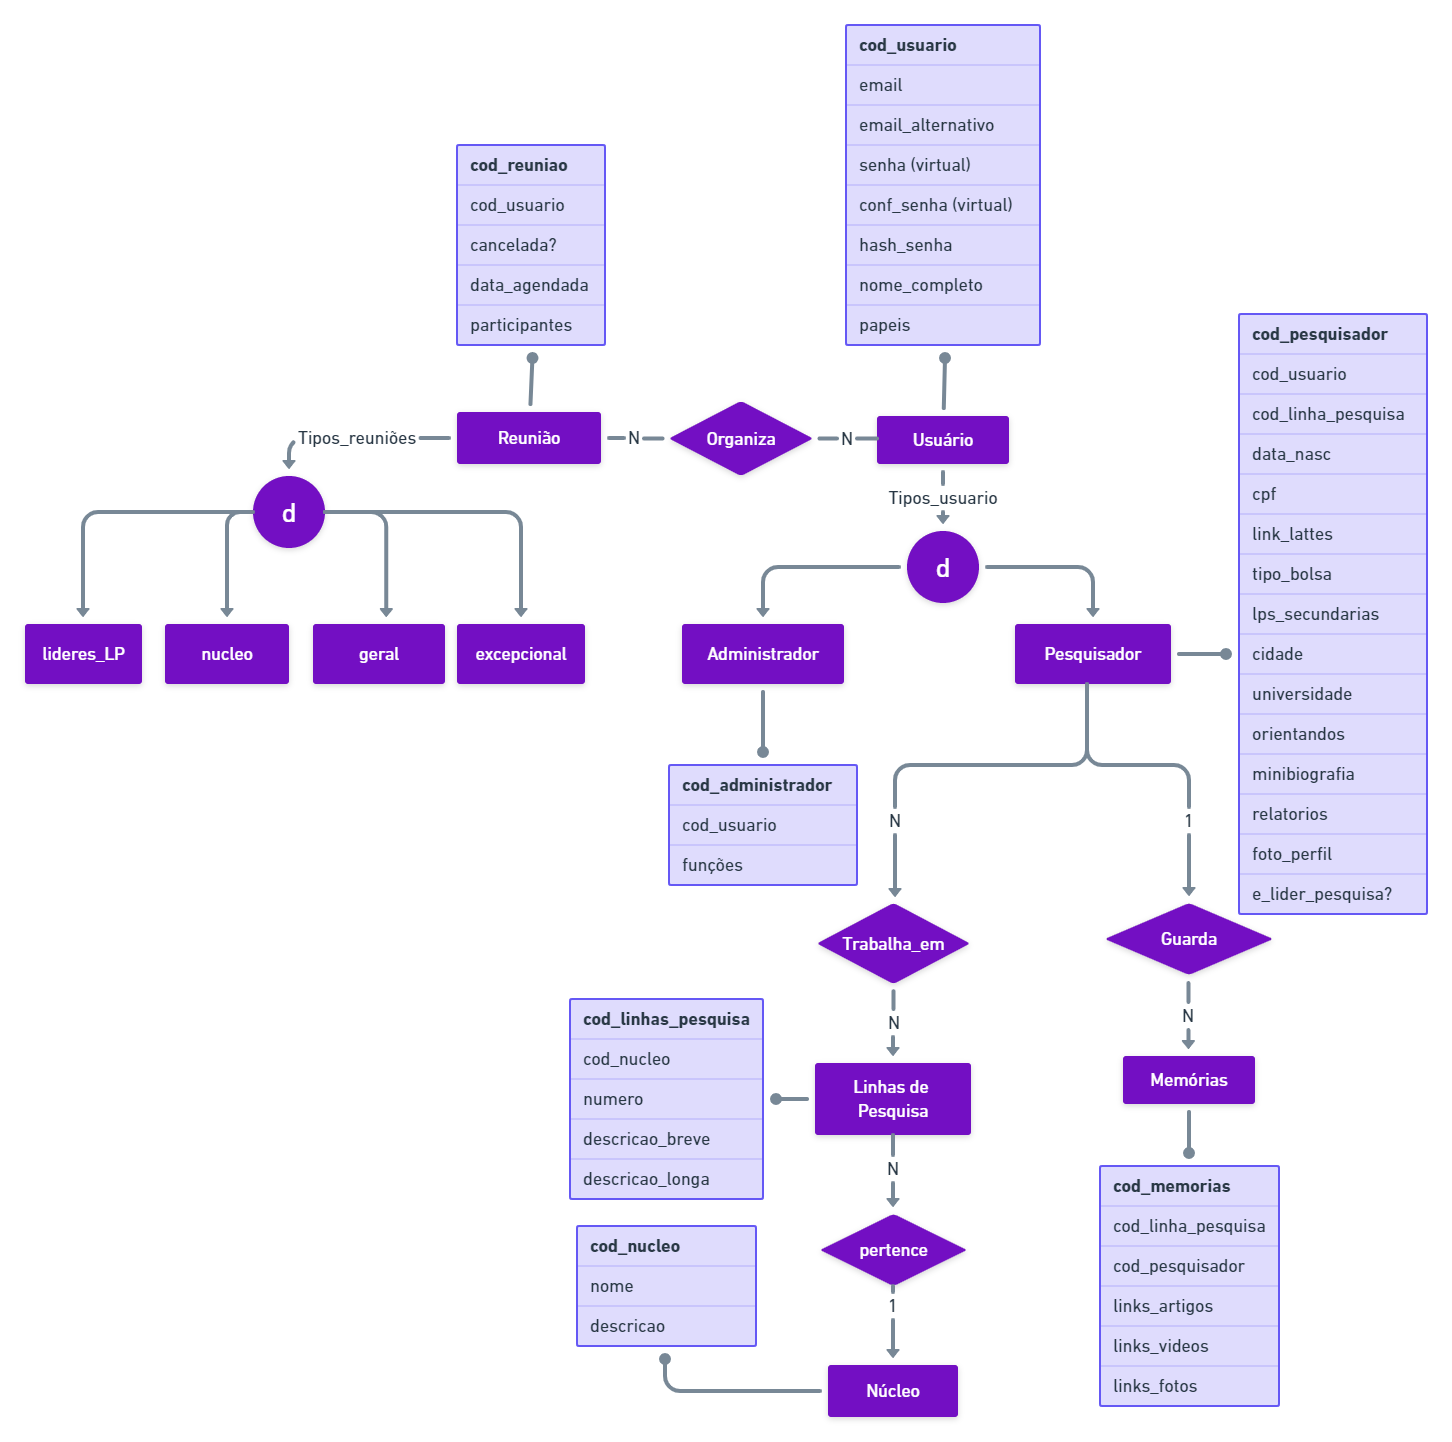 cod_usuario
email
email_alternativo
senha (virtual)
conf_senha (virtual)
hash_senha
nome_completo
papeis
cod_reuniao
cod_usuario
cancelada?
data_agendada
participantes
cod_pesquisador
cod_usuario
cod_linha_pesquisa
data_nasc
cpf
link_lattes
tipo_bolsa
lps_secundarias
cidade
universidade
orientandos
minibiografia
relatorios
foto_perfil
e_lider_pesquisa?
Tipos_reuniões
Reunião
N
Organiza
N
Usuário
Tipos_usuario
d
d
lideres_LP
nucleo
geral
excepcional
Administrador
Pesquisador
cod_administrador
cod_usuario
funções
N
1
Trabalha_em
Guarda
N
N
cod_linhas_pesquisa
cod_nucleo
numero
descricao_breve
descricao_longa
Linhas de
Pesquisa
Memórias
N
cod_memorias
cod_linha_pesquisa
cod_pesquisador
links_artigos
links_videos
links_fotos
pertence
1
cod_nucleo
nome
descricao
Núcleo